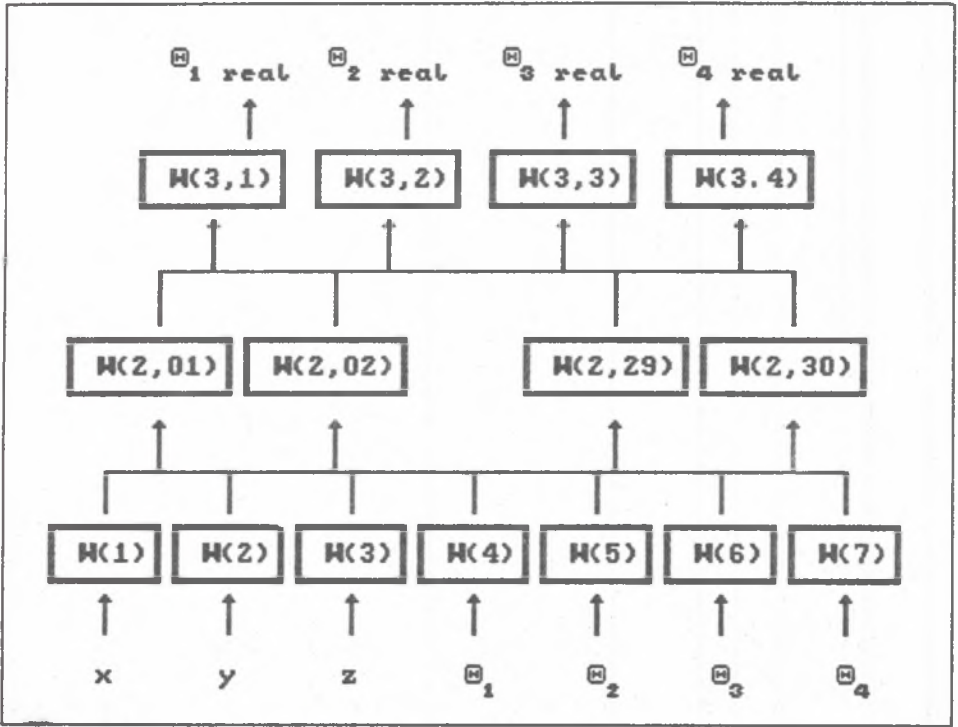 Θ1 real Θ2 real Θ3 real Θ4 real
W(3,1) W(3,2) W(3,3) W(3.4)
W(2,01) W(2,02) W(2,29) W(2,30)
W(1) W(2) W(3) W(4) W(5) W(6) W(7)
x y z Θ1 Θ2 Θ3 Θ4